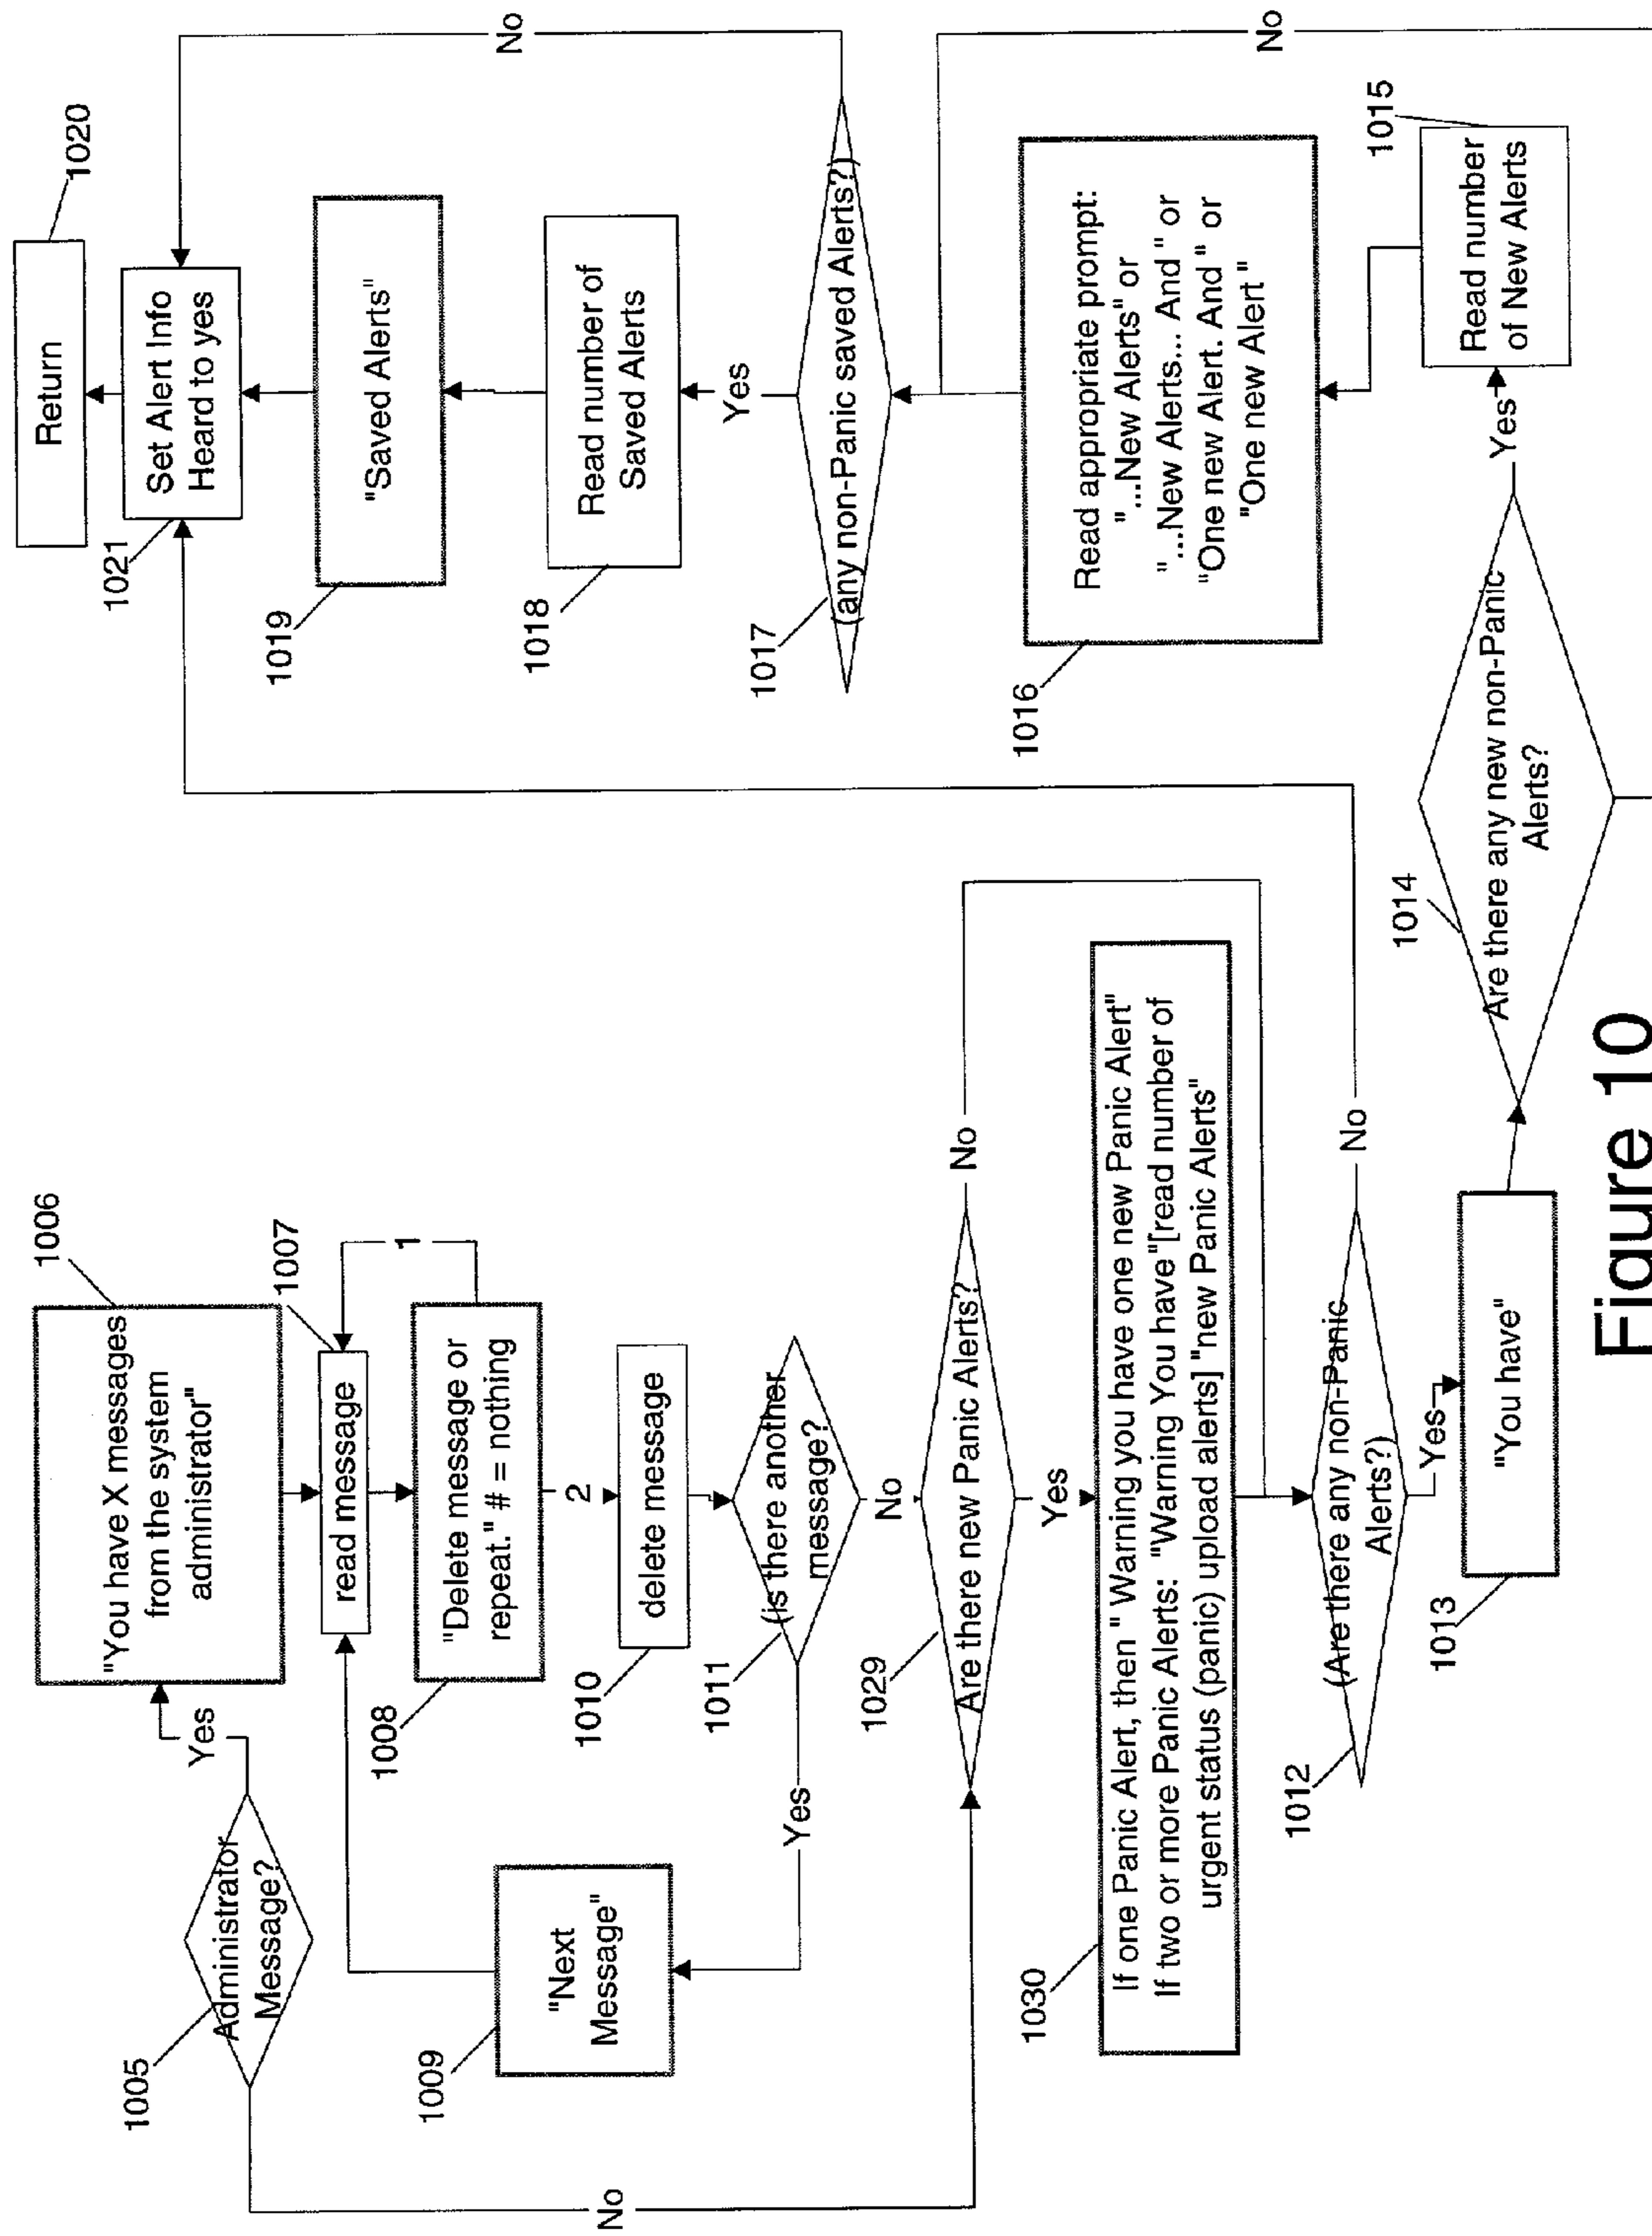 1005
Administrator
Message?
Yes
No
1006
"You have X messages
from the system
administrator"
1007
read message
1
1008
"Delete message or
repeat." # = nothing
2
1009
"Next
Message"
1010
delete message
1011
(is there another
message?
Yes
No
1029
Are there new Panic Alerts?
No
Yes
1030
If one Panic Alert, then " Warning you have one new Panic Alert"
If two or more Panic Alerts: "Warning You have"[read number of
urgent status (panic) upload alerts] "new Panic Alerts"
1012
(Are there any non-Panic
Alerts?)
No
Yes
1013
"You have"
1014
Are there any new non-Panic
Alerts?
Yes
No
1015
Read number
of New Alerts
1016
Read appropriate prompt:
"...New Alerts" or
"...New Alerts... And " or
"One new Alert. And " or
"One new Alert"
1017
(any non-Panic saved Alerts?)
No
Yes
1018
Read number of
Saved Alerts
1019
"Saved Alerts"
1021
Set Alert Info
Heard to yes
1020
Return
Figure 10